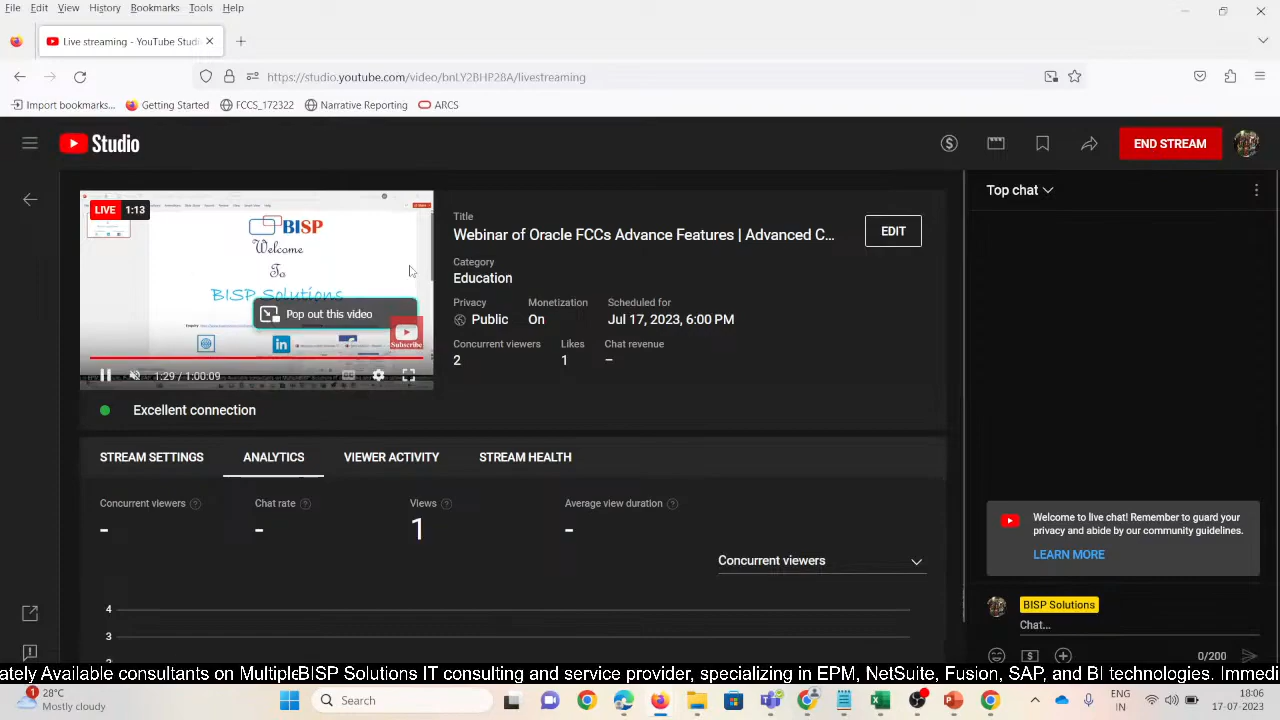 File Edit View History Bookmarks Tools Help
Live streaming - YouTube Studi
https://studio.youtube.com/video/bnLY2BHP28A/livestreaming
Import bookmarks... Getting Started FCCS_172322 Narrative Reporting ARCS
Studio
END STREAM
LIVE 1:13
BISP
Welcome
To
BISP Solutions
Pop out this video
Subscribe
1:29 / 1:00:09
Title
Webinar of Oracle FCCs Advance Features | Advanced C...
EDIT
Category
Education
Privacy Monetization Scheduled for
Public On Jul 17, 2023, 6:00 PM
Concurrent viewers Likes Chat revenue
2 1 –
Excellent connection
STREAM SETTINGS ANALYTICS VIEWER ACTIVITY STREAM HEALTH
Concurrent viewers Chat rate Views Average view duration
- - 1 -
Concurrent viewers
4
3
Top chat
Welcome to live chat! Remember to guard your
privacy and abide by our community guidelines.
LEARN MORE
BISP Solutions
Chat...
0/200
ately Available consultants on MultipleBISP Solutions IT consulting and service provider, specializing in EPM, NetSuite, Fusion, SAP, and BI technologies. Immedi
1
28°C
Mostly cloudy
Search
ENG
IN
18:06
17-07-2023